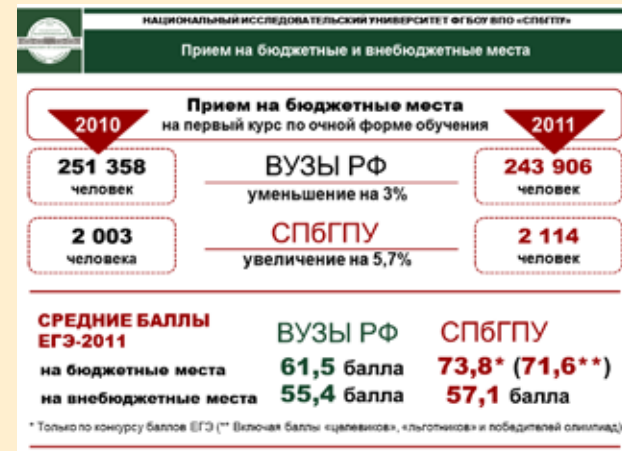 НАЦИОНАЛЬНЫЙ ИССЛЕДОВАТЕЛЬСКИЙ УНИВЕРСИТЕТ ФГБОУ ВПО «СПбГПУ»
Прием на бюджетные и внебюджетные места
Прием на бюджетные места
2010 на первый курс по очной форме обучения 2011
251 358 ВУЗЫ РФ 243 906
человек уменьшение на 3% человек
2 003 СПбГПУ 2 114
человека увеличение на 5,7% человек
СРЕДНИЕ БАЛЛЫ
ЕГЭ-2011 ВУЗЫ РФ СПбГПУ
на бюджетные места 61,5 балла 73,8* (71,6**)
на внебюджетные места 55,4 балла 57,1 балла
* Только по конкурсу баллов ЕГЭ (** Включая баллы «целевиков», «льготников» и победителей олимпиад)